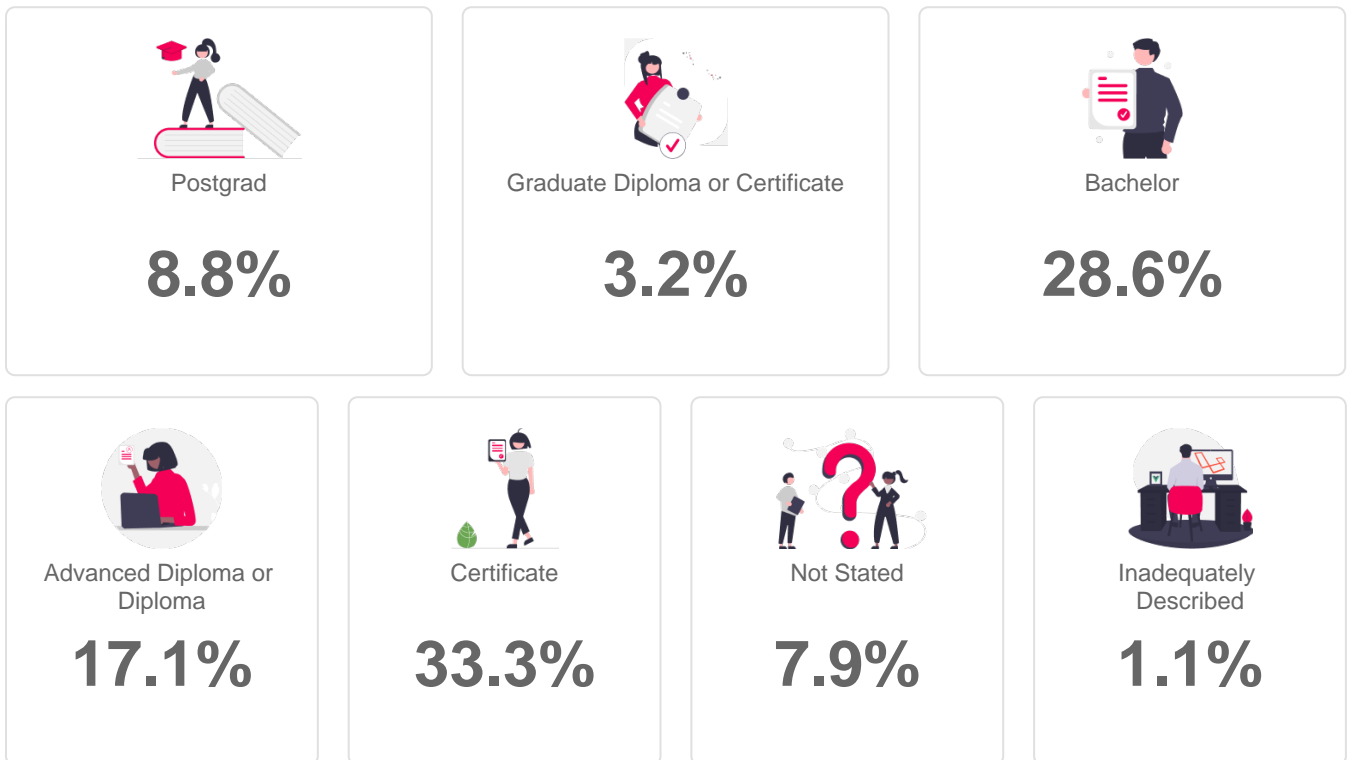 Postgrad
8.8%
Graduate Diploma or Certificate
3.2%
Bachelor
28.6%
Advanced Diploma or
Diploma
17.1%
Certificate
33.3%
Not Stated
7.9%
Inadequately
Described
1.1%